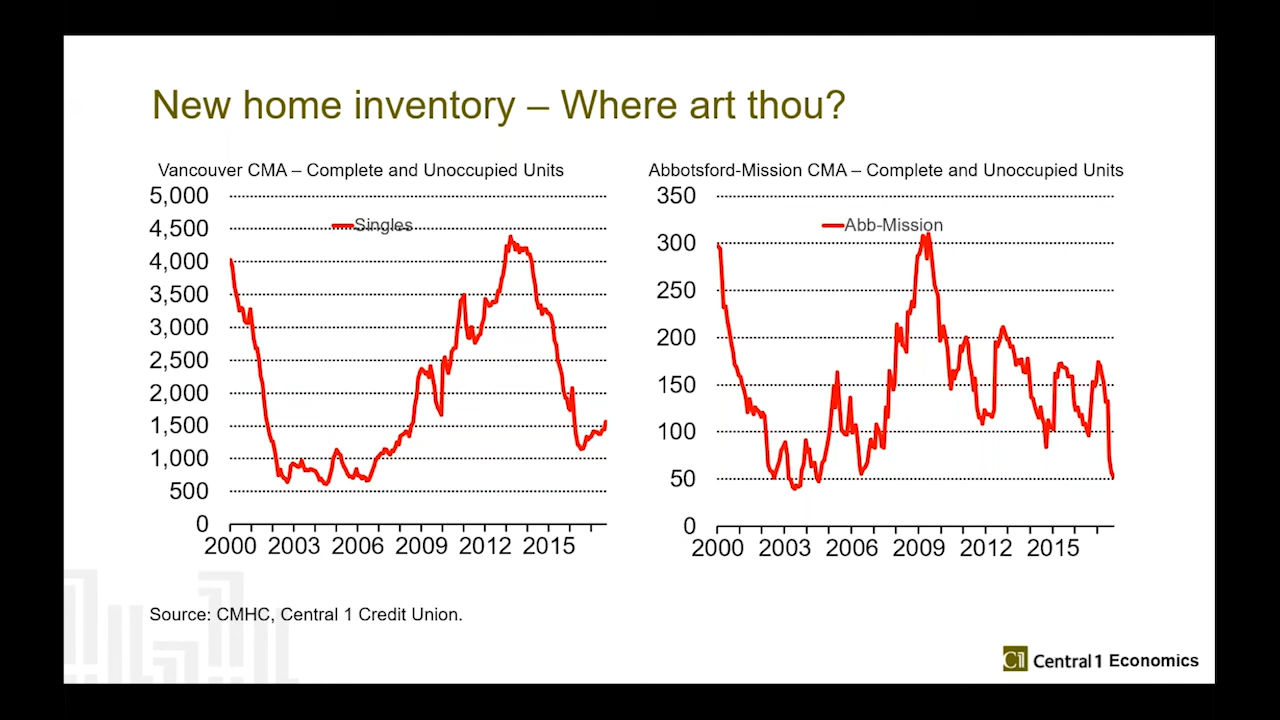 New home inventory – Where art thou?
Vancouver CMA – Complete and Unoccupied Units
5,000
4,500
4,000
3,500
3,000
2,500
2,000
1,500
1,000
500
0
Singles
2000 2003 2006 2009 2012 2015
Abbotsford-Mission CMA – Complete and Unoccupied Units
350
300
250
200
150
100
50
0
Abb-Mission
2000 2003 2006 2009 2012 2015
Source: CMHC, Central 1 Credit Union.
C1 Central 1 Economics